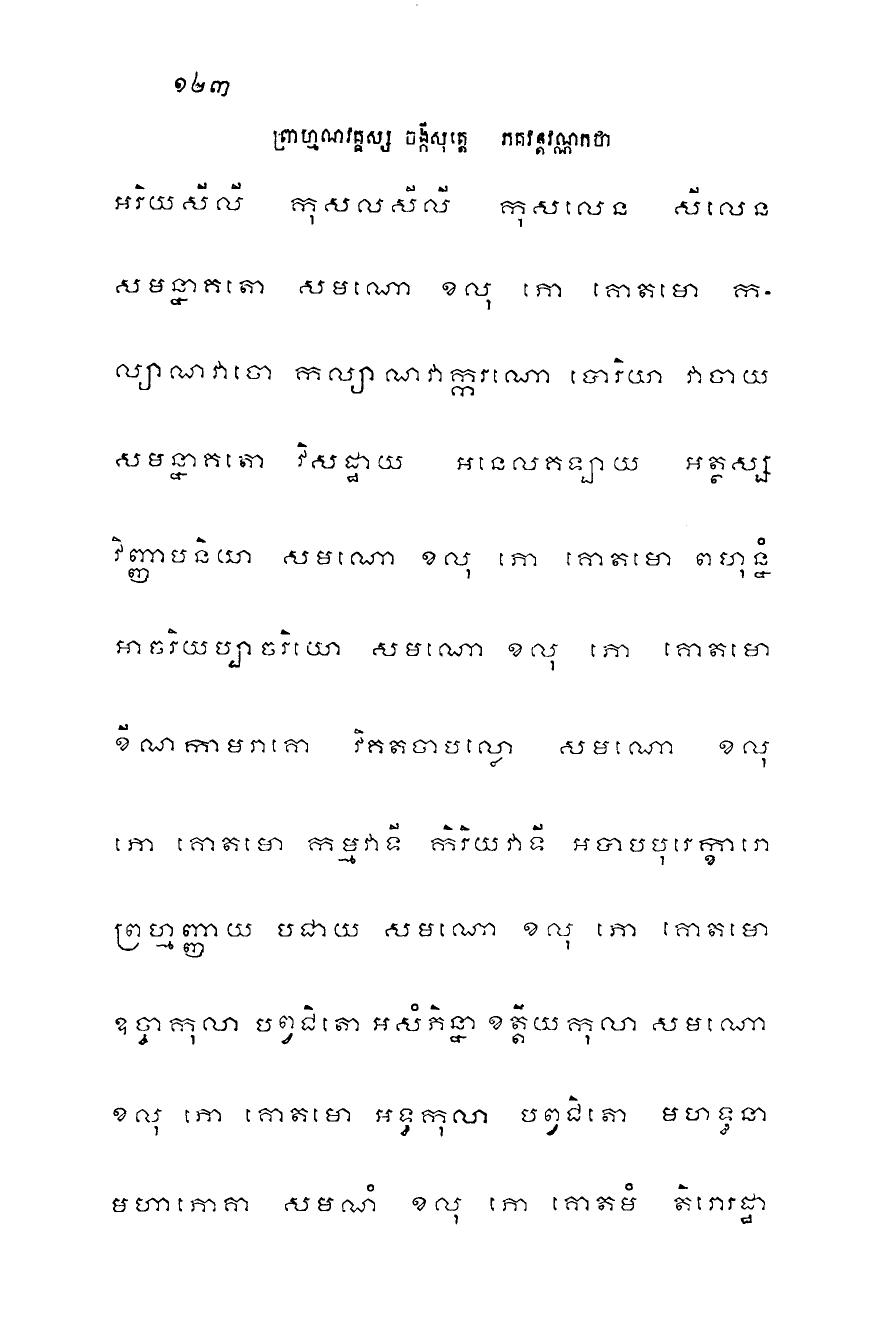 ១២៣
ព្រាហ្មណវគ្គស្ស ចង្កីសុត្តេ ភគវន្តវណ្ណកថា
អរិយសីលី កុសលសីលី កុសលេន សីលេន
សមន្នាគតោ សមណោ ខលុ ភោ គោតមោ ក-
ល្យាណវាចោ កល្យាណវាក្ករណោ បោរិយា វាចាយ
សមន្នាគតោ វិសដ្ឋាយ អនេលគឡាយ អត្ថស្ស
វិញ្ញាបនិយា សមណោ ខលុ ភោ គោតមោ ពហុន្នំ
អាចរិយប្បាចរិយោ សមណោ ខលុ ភោ គោតមោ
ខីណកាមរាគោ វិគតចាបល្លោ សមណោ ខលុ
ភោ គោតមោ កម្មវាទី កិរិយវាទី អបាបបុរេក្ខារោ
ព្រហ្មញ្ញាយ បជាយ សមណោ ខលុ ភោ គោតមោ
ឧច្ចាកុលា បព្វជិតោ អសំភិន្នា ខត្តិយកុលា សមណោ
ខលុ ភោ គោតមោ អឌ្ឍកុលា បព្វជិតោ មហទ្ធនា
មហាភោគា សមណំ ខលុ ភោ គោតមំ តិរោរដ្ឋា